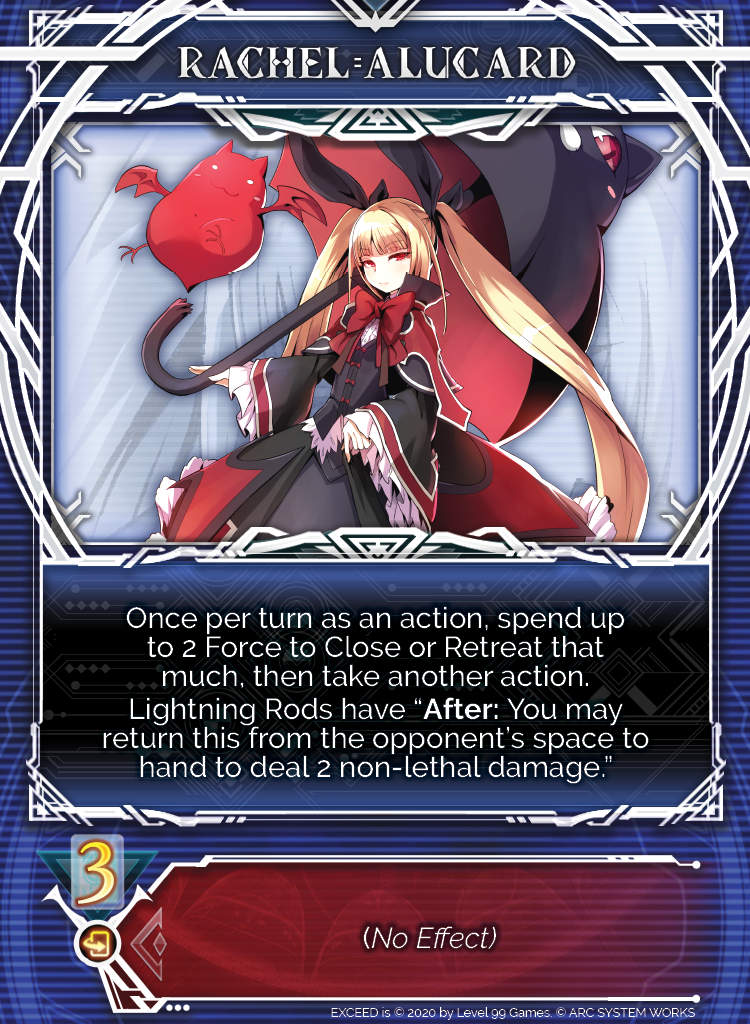 RACHEL=ALUCARD
Once per turn as an action, spend up
to 2 Force to Close or Retreat that
much, then take another action.
Lightning Rods have “After: You may
return this from the opponent’s space to
hand to deal 2 non-lethal damage.”
3
(No Effect)
EXCEED is © 2020 by Level 99 Games. © ARC SYSTEM WORKS